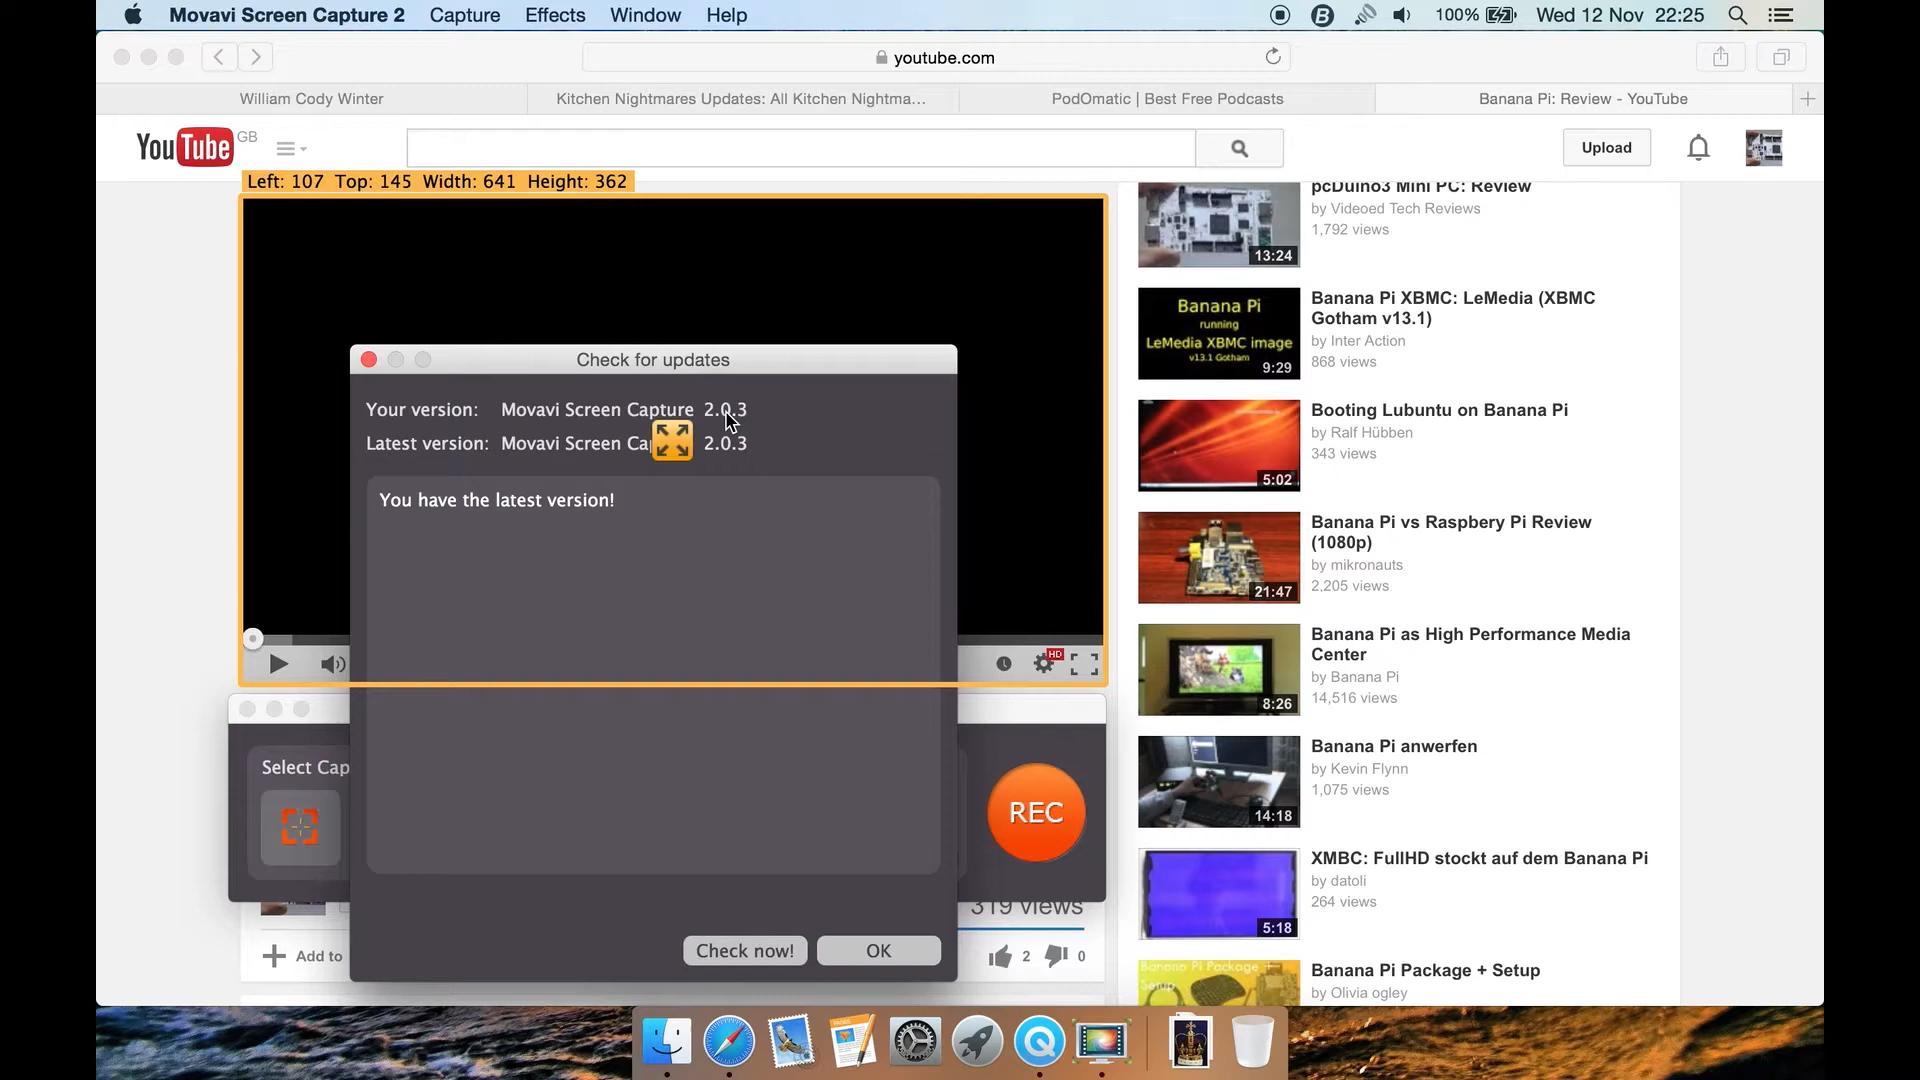 Movavi Screen Capture 2 Capture Effects Window Help 100% Wed 12 Nov 22:25
youtube.com
William Cody Winter Kitchen Nightmares Updates: All Kitchen Nightma... PodOmatic | Best Free Podcasts Banana Pi: Review - YouTube
YouTube GB Upload
Left: 107 Top: 145 Width: 641 Height: 362
Check for updates
Your version: Movavi Screen Capture 2.0.3
Latest version: Movavi Screen Ca 2.0.3
You have the latest version!
Check now! OK
HD
Select Cap
REC
319 views
Add to 2 0
pcDuino3 Mini PC: Review
by Videoed Tech Reviews
1,792 views
13:24
Banana Pi
running
LeMedia XBMC image
v13.1 Gotham
9:29
Banana Pi XBMC: LeMedia (XBMC
Gotham v13.1)
by Inter Action
868 views
Booting Lubuntu on Banana Pi
by Ralf Hübben
343 views
5:02
Banana Pi vs Raspbery Pi Review
(1080p)
by mikronauts
2,205 views
21:47
Banana Pi as High Performance Media
Center
by Banana Pi
14,516 views
8:26
Banana Pi anwerfen
by Kevin Flynn
1,075 views
14:18
XMBC: FullHD stockt auf dem Banana Pi
by datoli
264 views
5:18
Banana Pi Package +
Setup
Banana Pi Package + Setup
by Olivia ogley